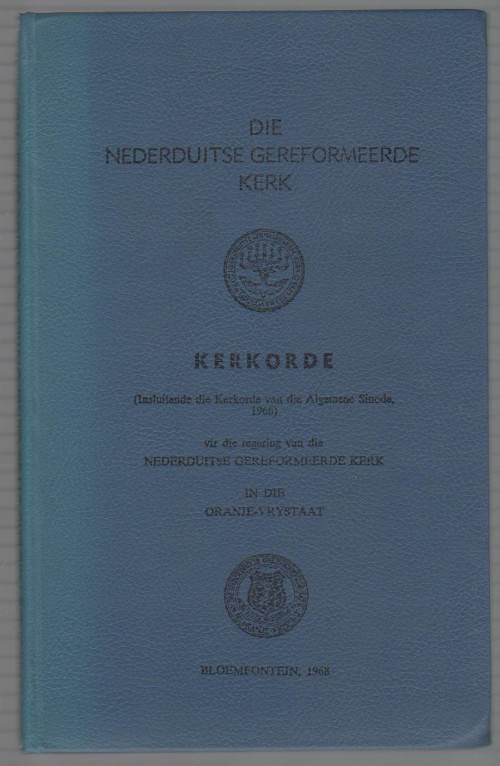 DIE
NEDERDUITSE GEREFORMEERDE
KERK
KERKORDE
(Insluitende die Kerkorde van die Algemene Sinode,
1966)
vir die regering van die
NEDERDUITSE GEREFORMEERDE KERK
IN DIE
ORANJE-VRYSTAAT
BLOEMFONTEIN, 1968